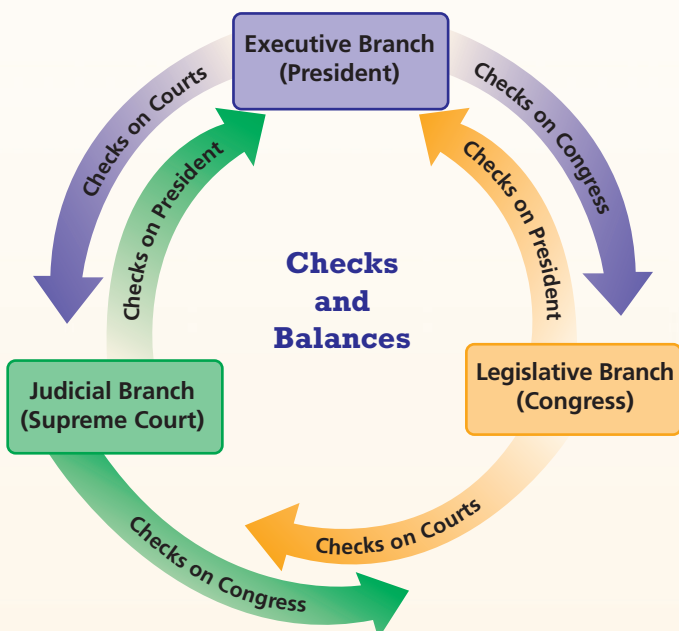 Executive Branch
(President)
Checks on Courts
Checks on President
Checks on President
Checks on Congress
Checks
and
Balances
Judicial Branch
(Supreme Court)
Legislative Branch
(Congress)
Checks on Courts
Checks on Congress